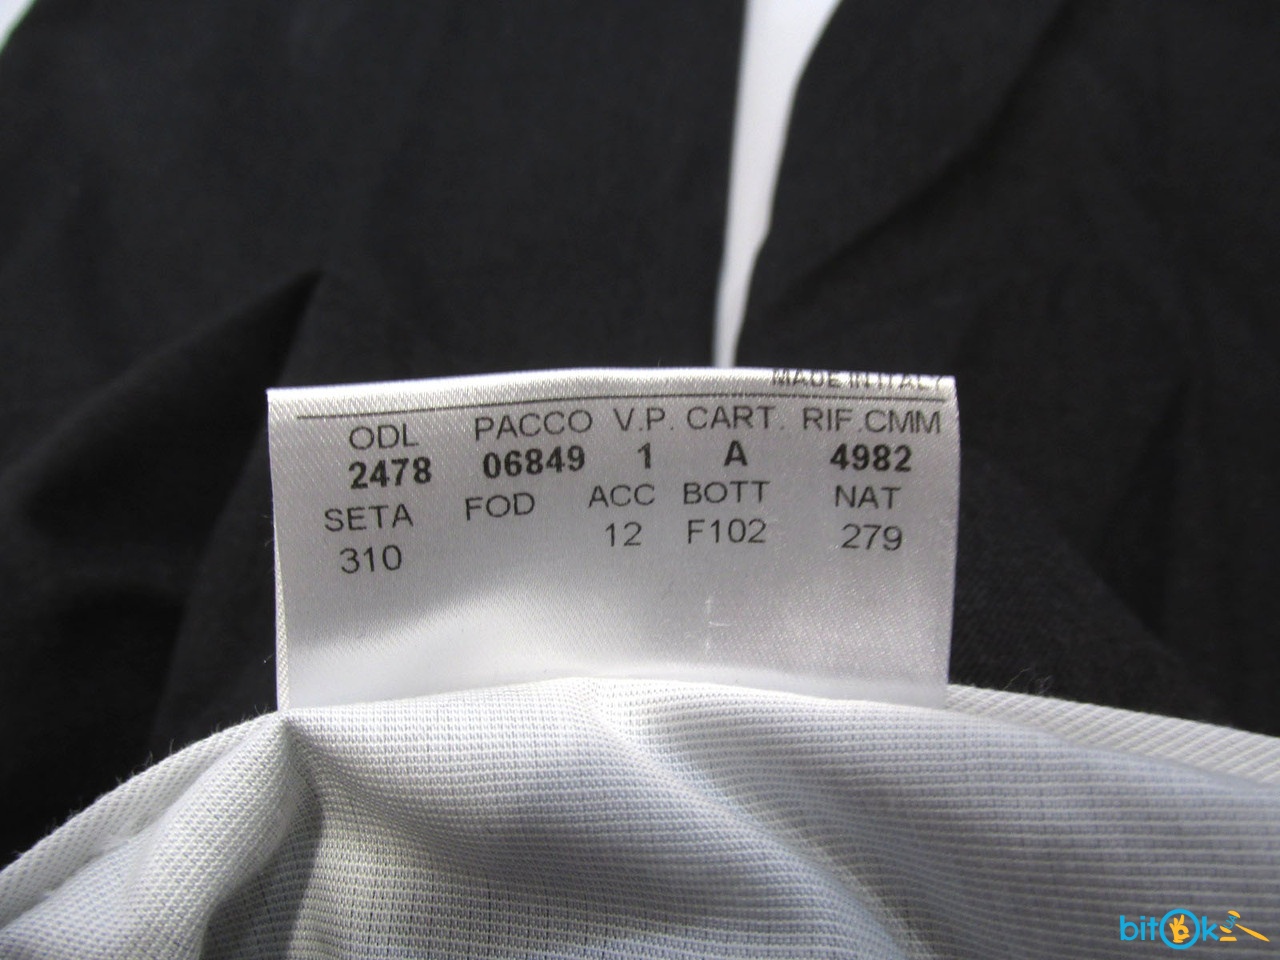 MADE IN ITALY
ODL PACCO V.P. CART. RIF.CMM
2478 06849 1 A 4982
SETA FOD ACC BOTT NAT
310 12 F102 279
bitOk